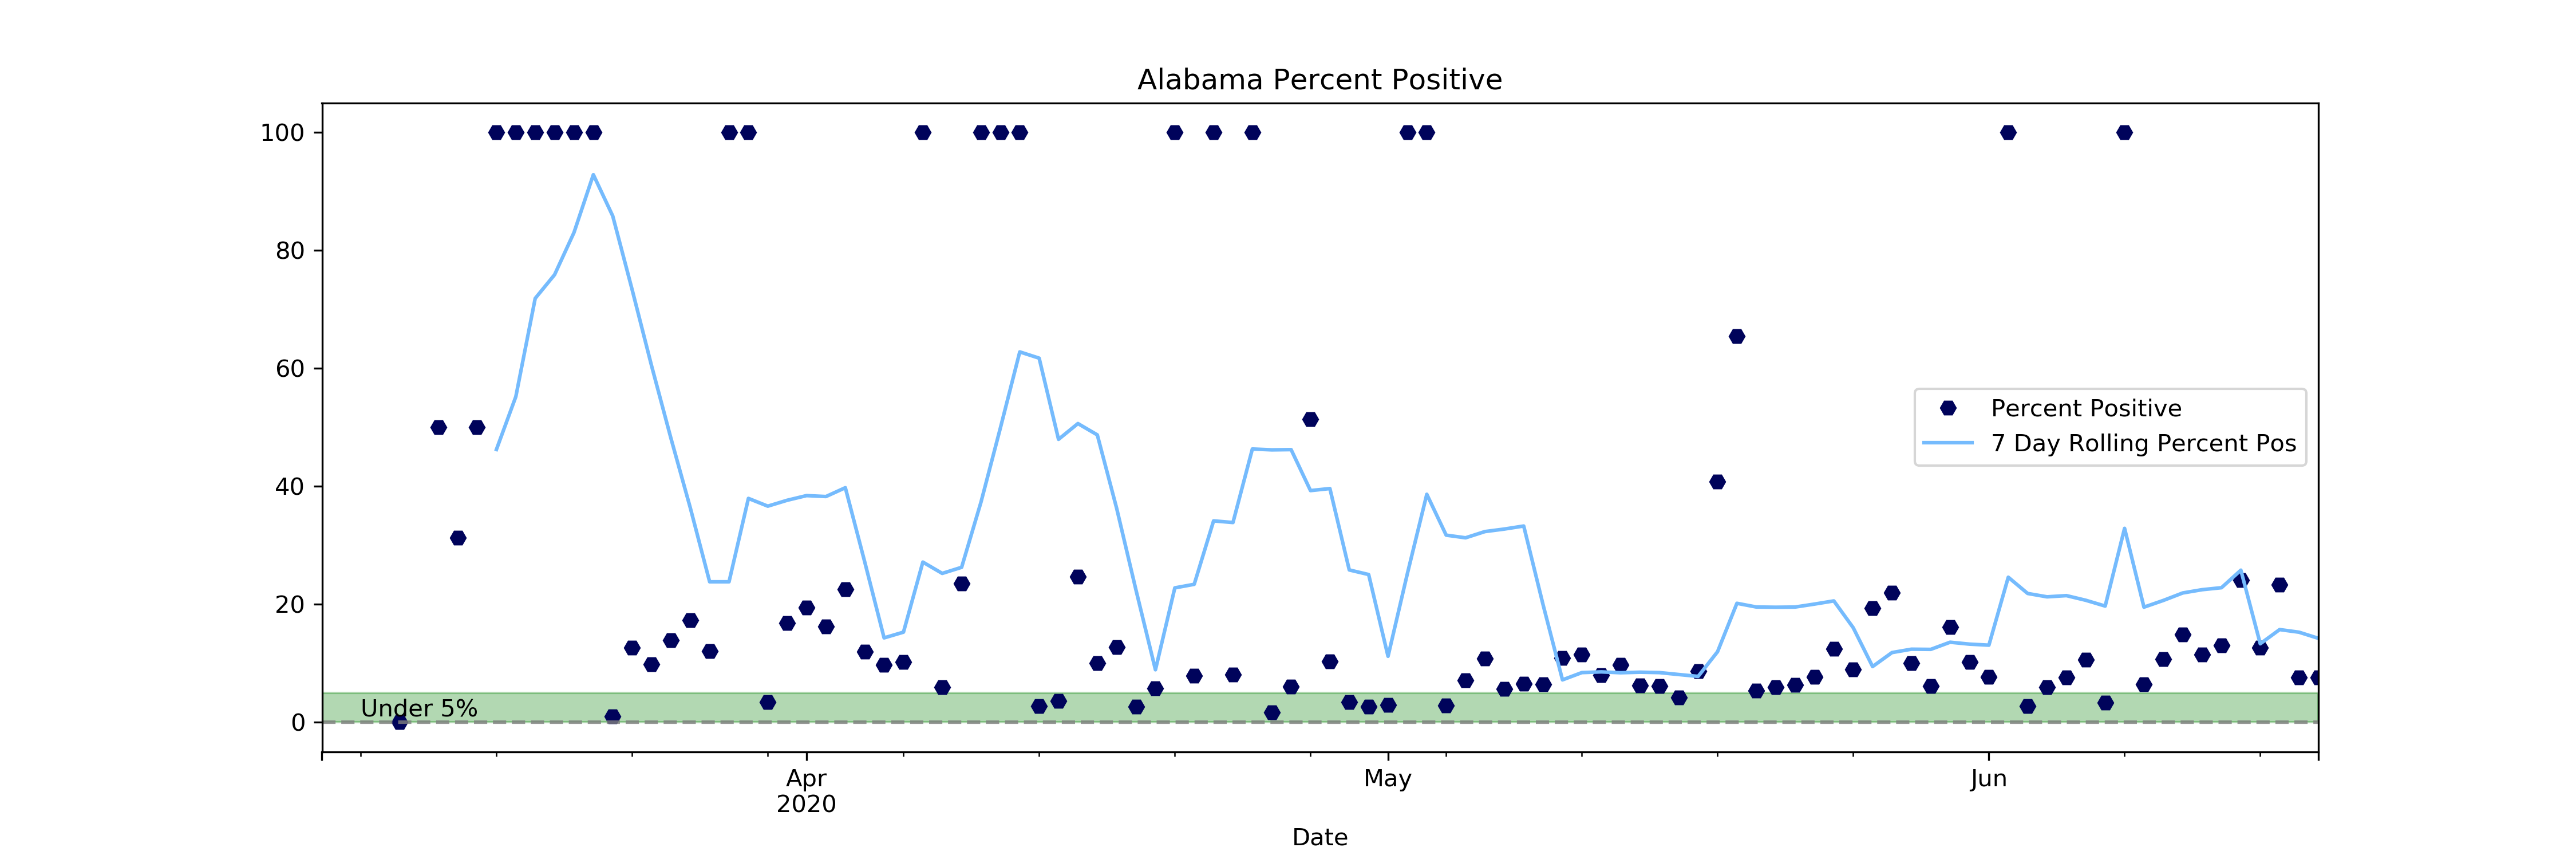 Alabama Percent Positive
100
80
60
40
20
0
Percent Positive
7 Day Rolling Percent Pos
Under 5%
Apr
2020
May
Jun
Date